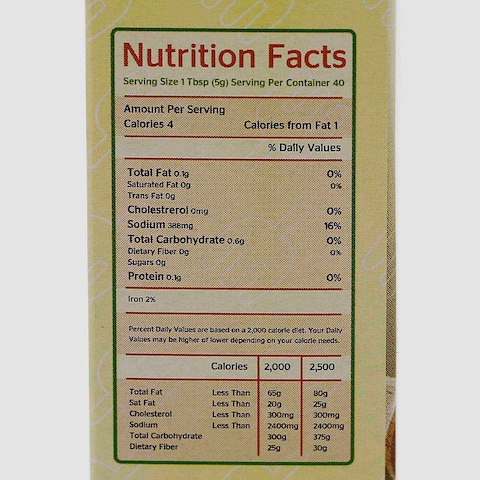 Nutrition Facts
Serving Size 1 Tbsp (5g) Serving Per Container 40
Amount Per Serving
Calories 4 Calories from Fat 1
% Daily Values
Total Fat 0.1g 0%
Saturated Fat 0g 0%
Trans Fat 0g
Cholestrerol 0mg 0%
Sodium 388mg 16%
Total Carbohydrate 0.6g 0%
Dietary Fiber 0g 0%
Sugars 0g
Protein 0.1g 0%
Iron 2%
Percent Daily Values are based on a 2,000 calorie diet. Your Daily
Values may be higher of lower depending on your calorie needs.
Calories 2,000 2,500
Total Fat Less Than 65g 80g
Sat Fat Less Than 20g 25g
Cholesterol Less Than 300mg 300mg
Sodium Less Than 2400mg 2400mg
Total Carbohydrate 300g 375g
Dietary Fiber 25g 30g